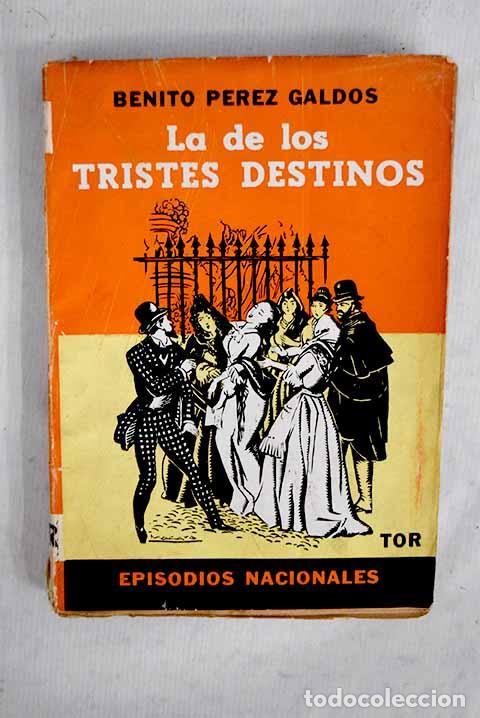 BENITO PEREZ GALDOS
La de los
TRISTES DESTINOS
TOR
EPISODIOS NACIONALES
todocoleccion